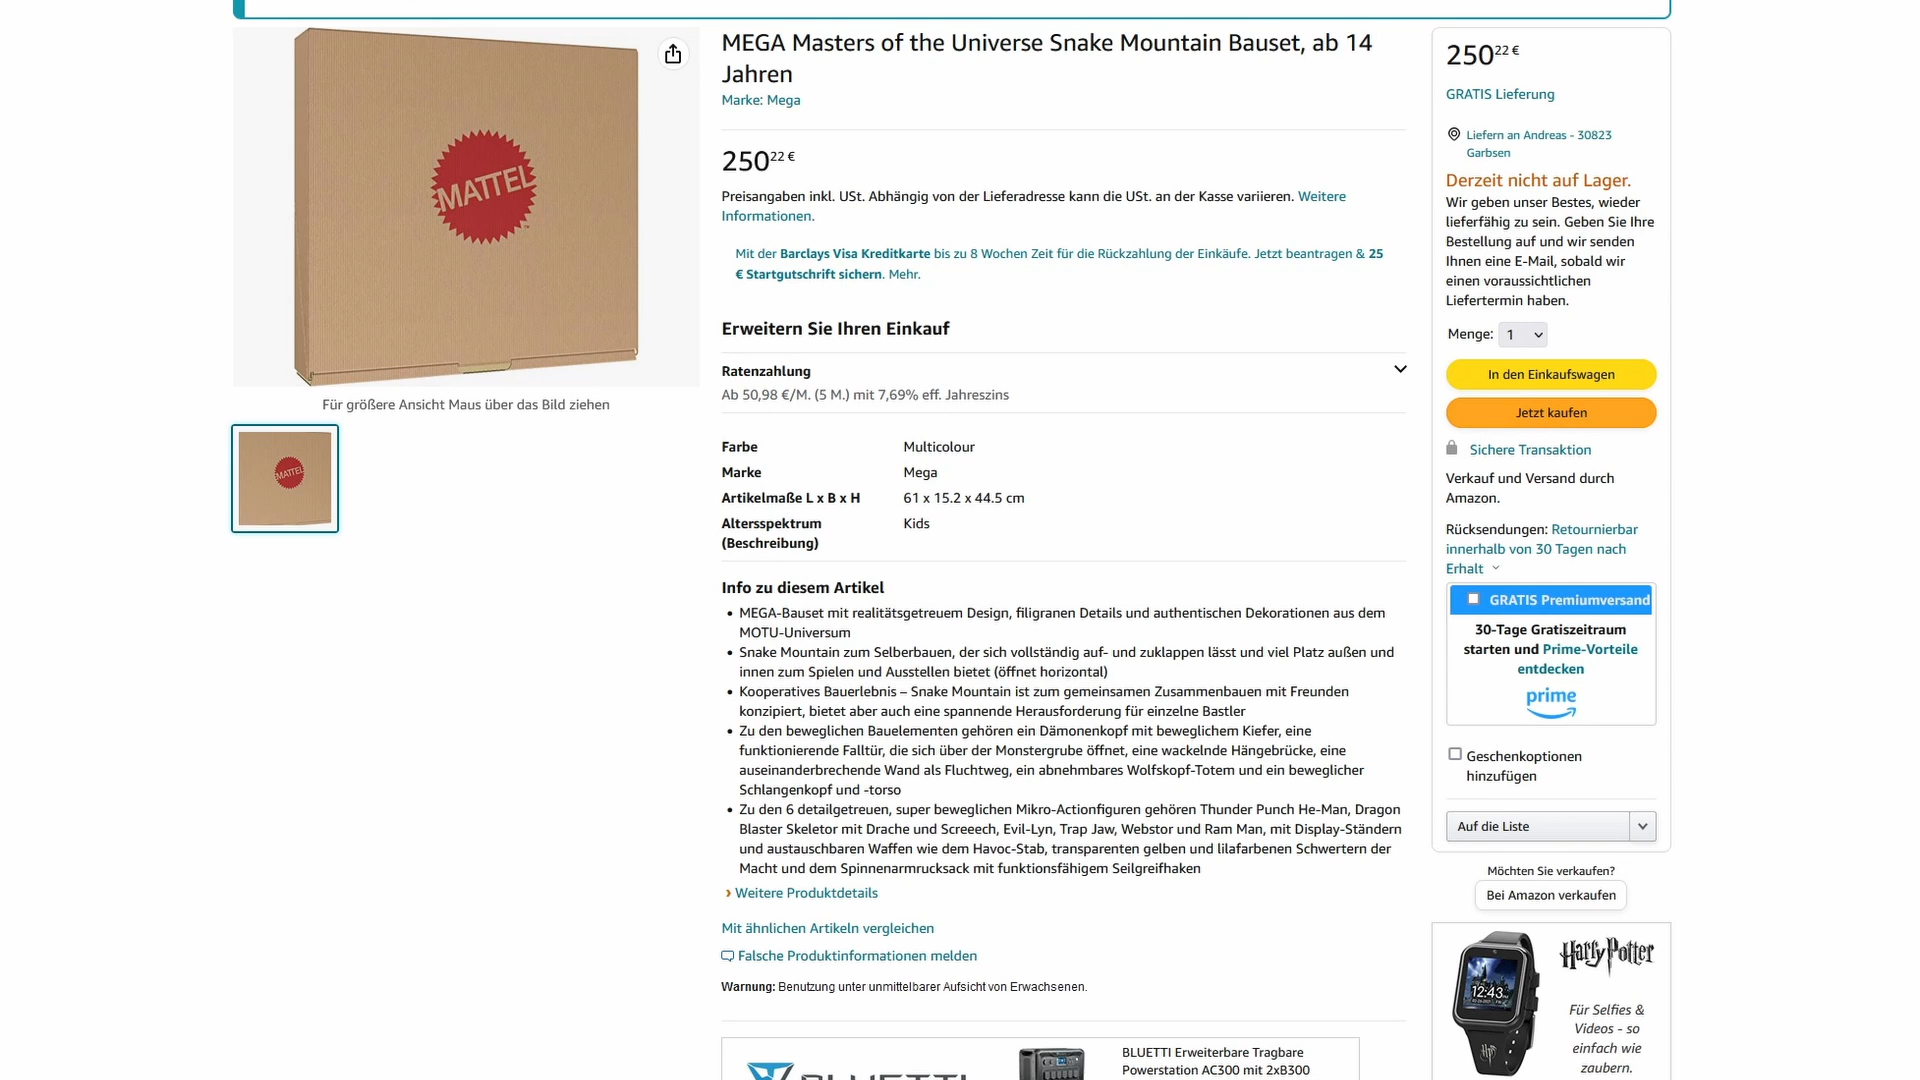 MATTEL
Für größere Ansicht Maus über das Bild ziehen
MATTEL
MEGA Masters of the Universe Snake Mountain Bauset, ab 14
Jahren
Marke: Mega
250 22 €
Preisangaben inkl. USt. Abhängig von der Lieferadresse kann die USt. an der Kasse variieren. Weitere
Informationen.
Mit der Barclays Visa Kreditkarte bis zu 8 Wochen Zeit für die Rückzahlung der Einkäufe. Jetzt beantragen & 25
€ Startgutschrift sichern. Mehr.
Erweitern Sie Ihren Einkauf
Ratenzahlung
Ab 50,98 €/M. (5 M.) mit 7,69% eff. Jahreszins
Farbe Multicolour
Marke Mega
Artikelmaße L x B x H 61 x 15.2 x 44.5 cm
Altersspektrum Kids
(Beschreibung)
Info zu diesem Artikel
• MEGA-Bauset mit realitätsgetreuem Design, filigranen Details und authentischen Dekorationen aus dem
MOTU-Universum
• Snake Mountain zum Selberbauen, der sich vollständig auf- und zuklappen lässt und viel Platz außen und
innen zum Spielen und Ausstellen bietet (öffnet horizontal)
• Kooperatives Bauerlebnis – Snake Mountain ist zum gemeinsamen Zusammenbauen mit Freunden
konzipiert, bietet aber auch eine spannende Herausforderung für einzelne Bastler
• Zu den beweglichen Bauelementen gehören ein Dämonenkopf mit beweglichem Kiefer, eine
funktionierende Falltür, die sich über der Monstergrube öffnet, eine wackelnde Hängebrücke, eine
auseinanderbrechende Wand als Fluchtweg, ein abnehmbares Wolfskopf-Totem und ein beweglicher
Schlangenkopf und -torso
• Zu den 6 detailgetreuen, super beweglichen Mikro-Actionfiguren gehören Thunder Punch He-Man, Dragon
Blaster Skeletor mit Drache und Screeech, Evil-Lyn, Trap Jaw, Webstor und Ram Man, mit Display-Ständern
und austauschbaren Waffen wie dem Havoc-Stab, transparenten gelben und lilafarbenen Schwertern der
Macht und dem Spinnenarmrucksack mit funktionsfähigem Seilgreifhaken
› Weitere Produktdetails
Mit ähnlichen Artikeln vergleichen
Falsche Produktinformationen melden
Warnung: Benutzung unter unmittelbarer Aufsicht von Erwachsenen.
BLUETTI
BLUETTI Erweiterbare Tragbare
Powerstation AC300 mit 2xB300
250 22 €
GRATIS Lieferung
Liefern an Andreas - 30823
Garbsen
Derzeit nicht auf Lager.
Wir geben unser Bestes, wieder
lieferfähig zu sein. Geben Sie Ihre
Bestellung auf und wir senden
Ihnen eine E-Mail, sobald wir
einen voraussichtlichen
Liefertermin haben.
Menge: 1
In den Einkaufswagen
Jetzt kaufen
Sichere Transaktion
Verkauf und Versand durch
Amazon.
Rücksendungen: Retournierbar
innerhalb von 30 Tagen nach
Erhalt
GRATIS Premiumversand
30-Tage Gratiszeitraum
starten und Prime-Vorteile
entdecken
prime
Geschenkoptionen
hinzufügen
Auf die Liste
Möchten Sie verkaufen?
Bei Amazon verkaufen
Harry Potter
12:43
Für Selfies &
Videos - so
einfach wie
zaubern.